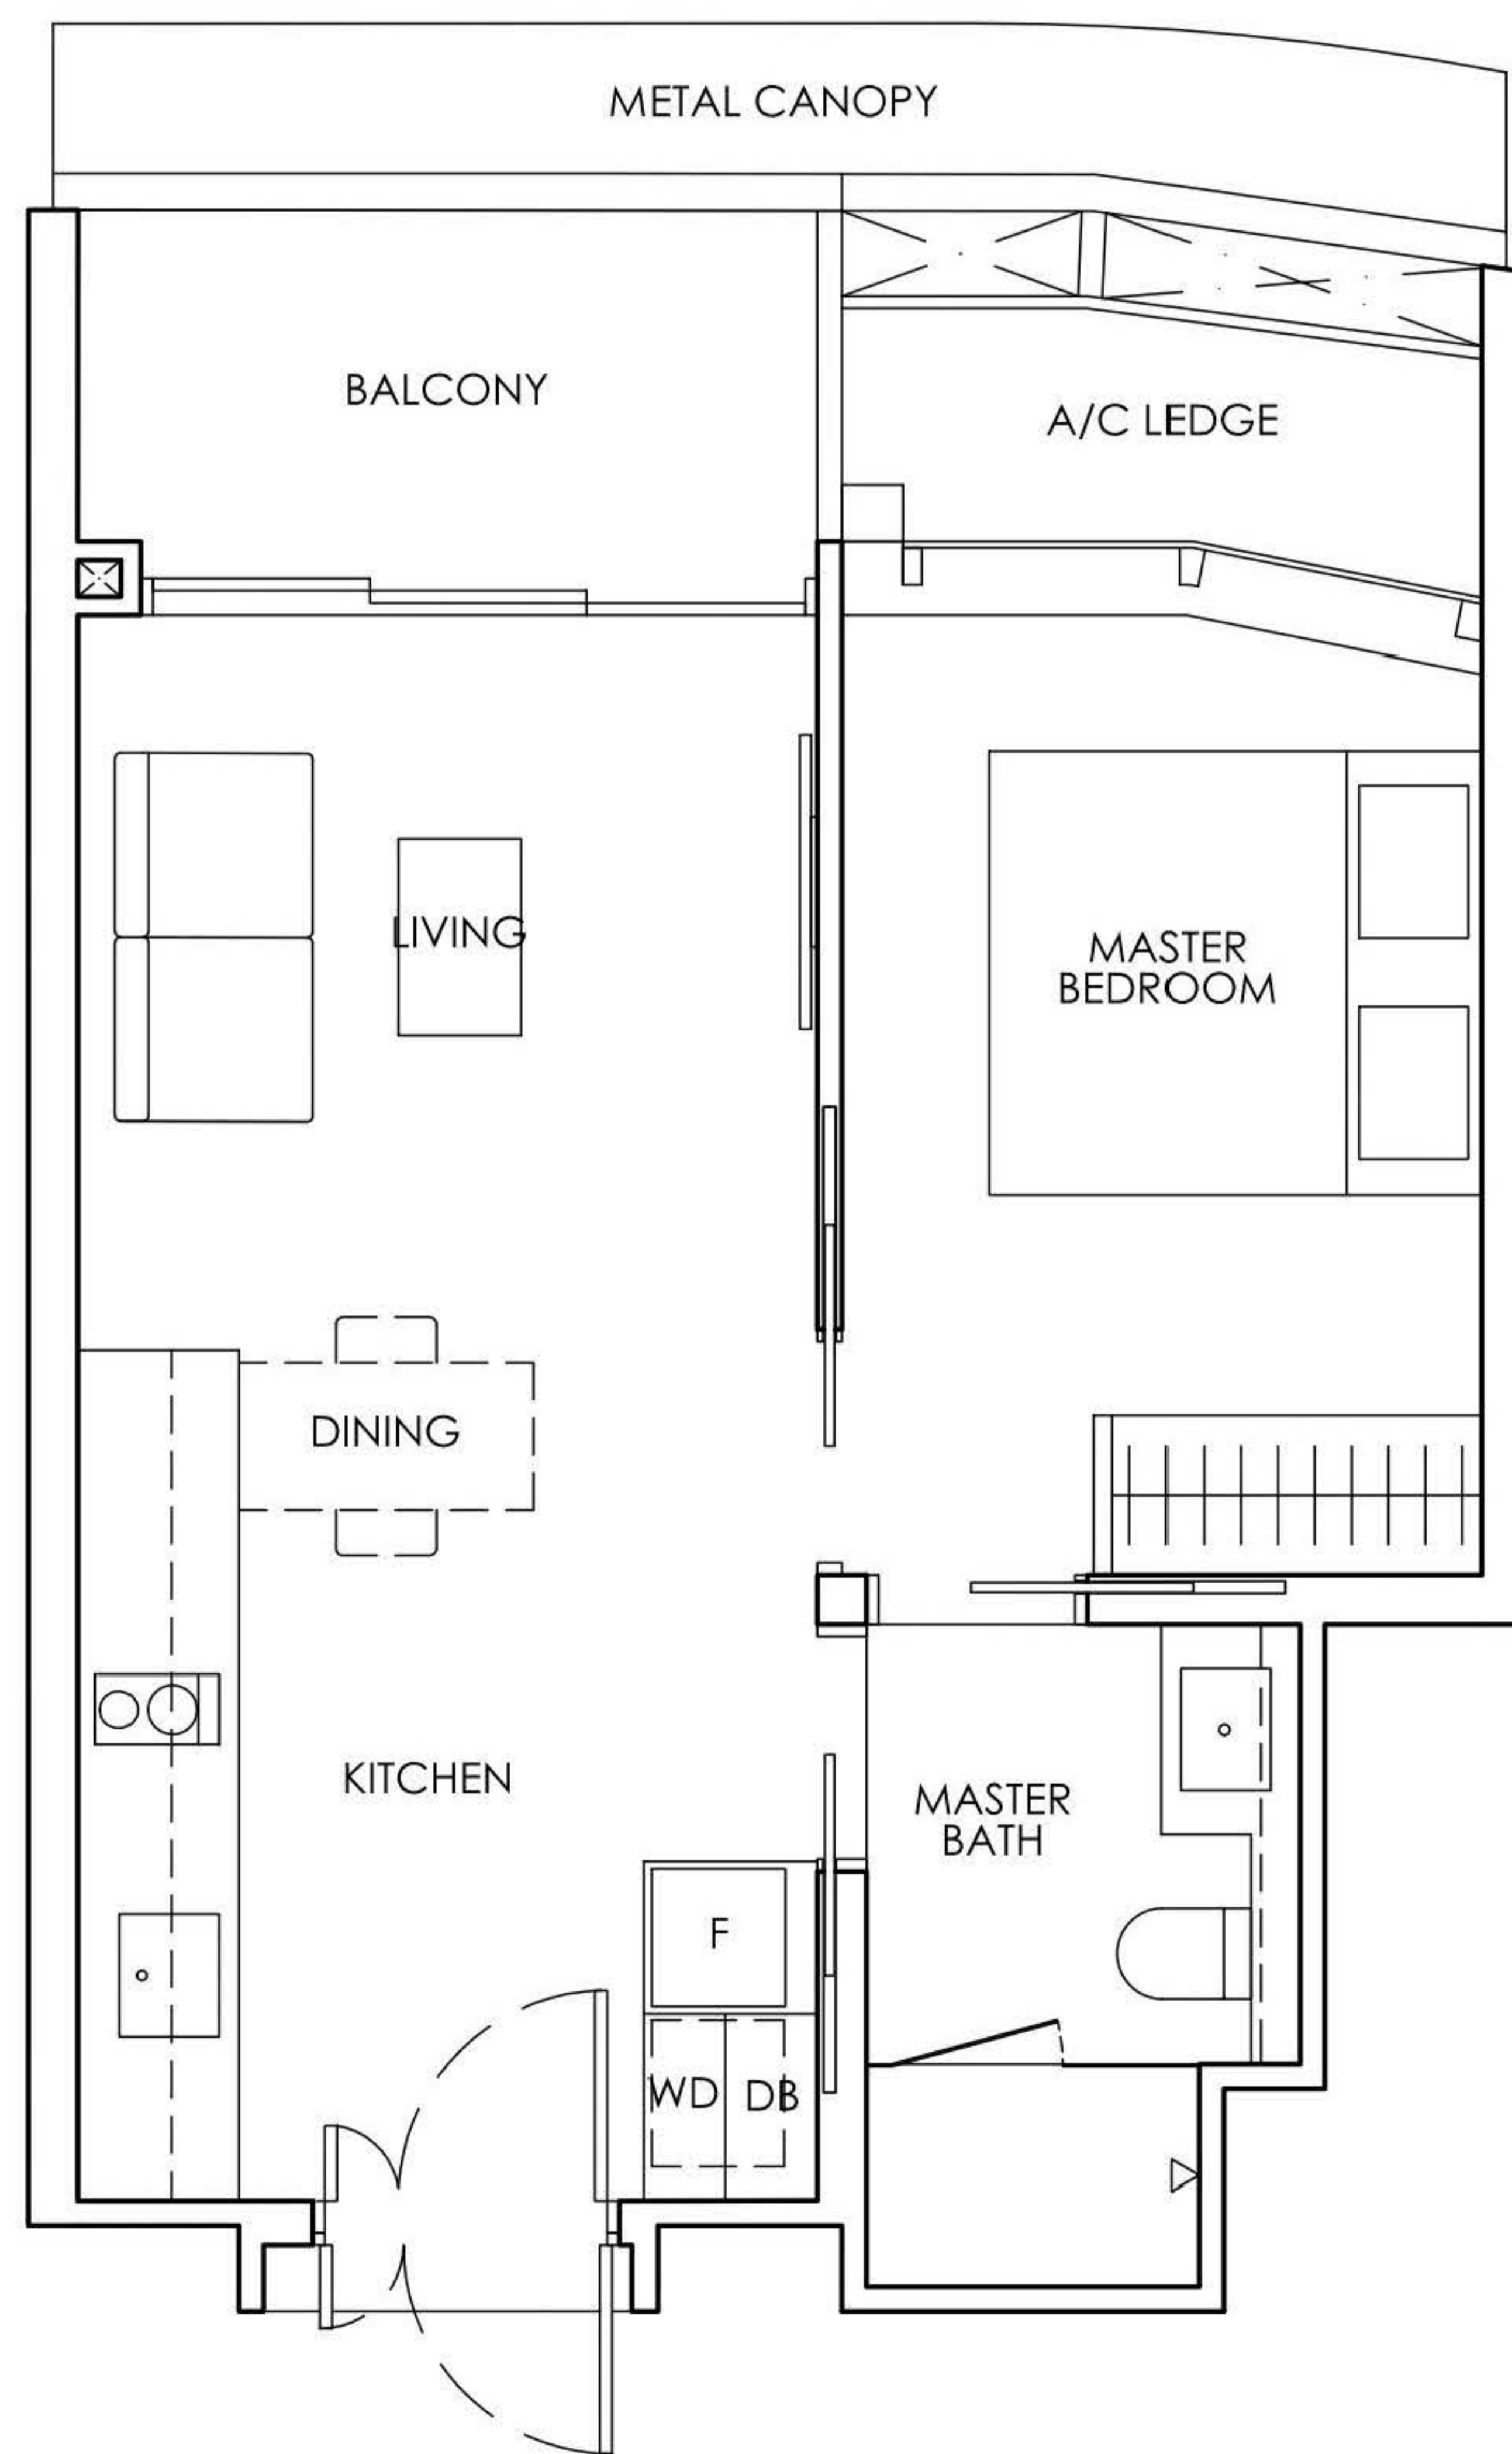 METAL CANOPY
BALCONY
A/C LEDGE
LIVING
MASTER
BEDROOM
DINING
KITCHEN
MASTER
BATH
F
WD
DB